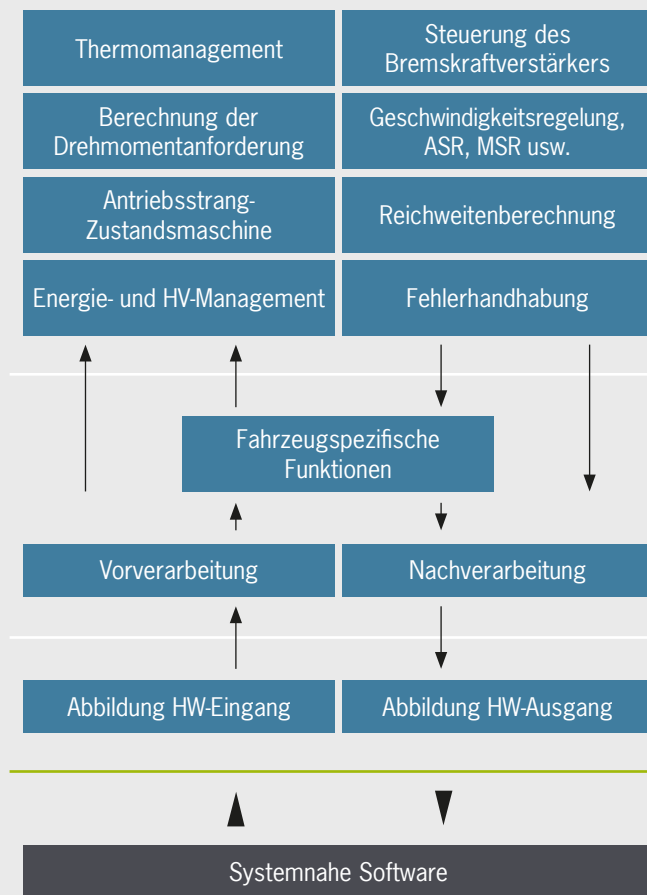 Thermomanagement
Steuerung des
Bremskraftverstärkers
Berechnung der
Drehmomentanforderung
Geschwindigkeitsregelung,
ASR, MSR usw.
Antriebsstrang-
Zustandsmaschine
Reichweitenberechnung
Energie- und HV-Management
Fehlerhandhabung
Fahrzeugspezifische
Funktionen
Vorverarbeitung
Nachverarbeitung
Abbildung HW-Eingang
Abbildung HW-Ausgang
Systemnahe Software